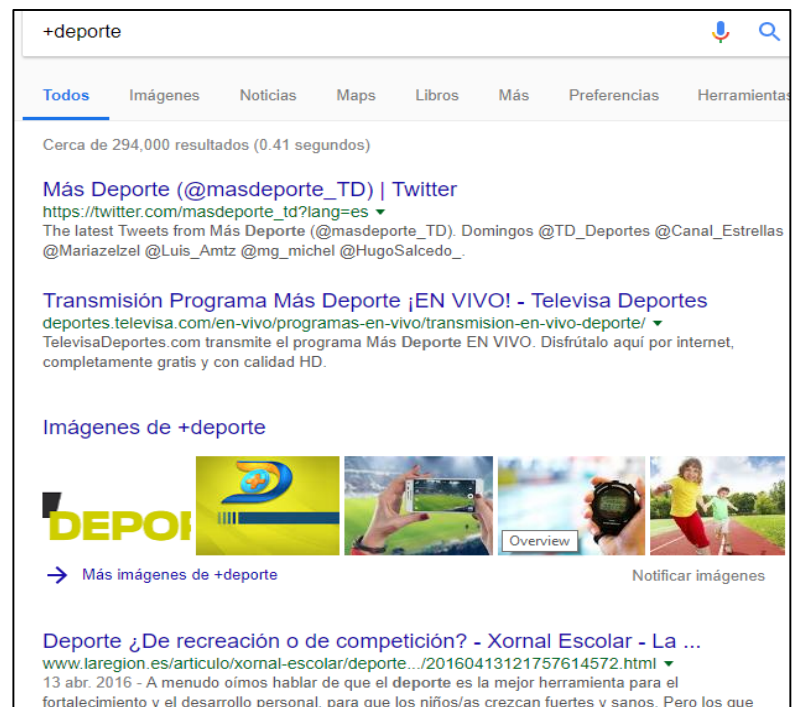 +deporte
Todos Imágenes Noticias Maps Libros Más Preferencias Herramientas
Cerca de 294,000 resultados (0.41 segundos)
Más Deporte (@masdeporte_TD) | Twitter
https://twitter.com/masdeporte_td?lang=es
The latest Tweets from Más Deporte (@masdeporte_TD). Domingos @TD_Deportes @Canal_Estrellas
@Mariazelzel @Luis_Amtz @mg_michel @HugoSalcedo_.
Transmisión Programa Más Deporte ¡EN VIVO! - Televisa Deportes
deportes.televisa.com/en-vivo/programas-en-vivo/transmision-en-vivo-deporte/
TelevisaDeportes.com transmite el programa Más Deporte EN VIVO. Disfrútalo aquí por internet,
completamente gratis y con calidad HD.
Imágenes de +deporte
DEPOR
Overview
→ Más imágenes de +deporte Notificar imágenes
Deporte ¿De recreación o de competición? - Xornal Escolar - La ...
www.laregion.es/articulo/xornal-escolar/deporte.../20160413121757614572.html
13 abr. 2016 - A menudo oímos hablar de que el deporte es la mejor herramienta para el
fortalecimiento y el desarrollo personal, para que los niños/as crezcan fuertes y sanos. Pero los que